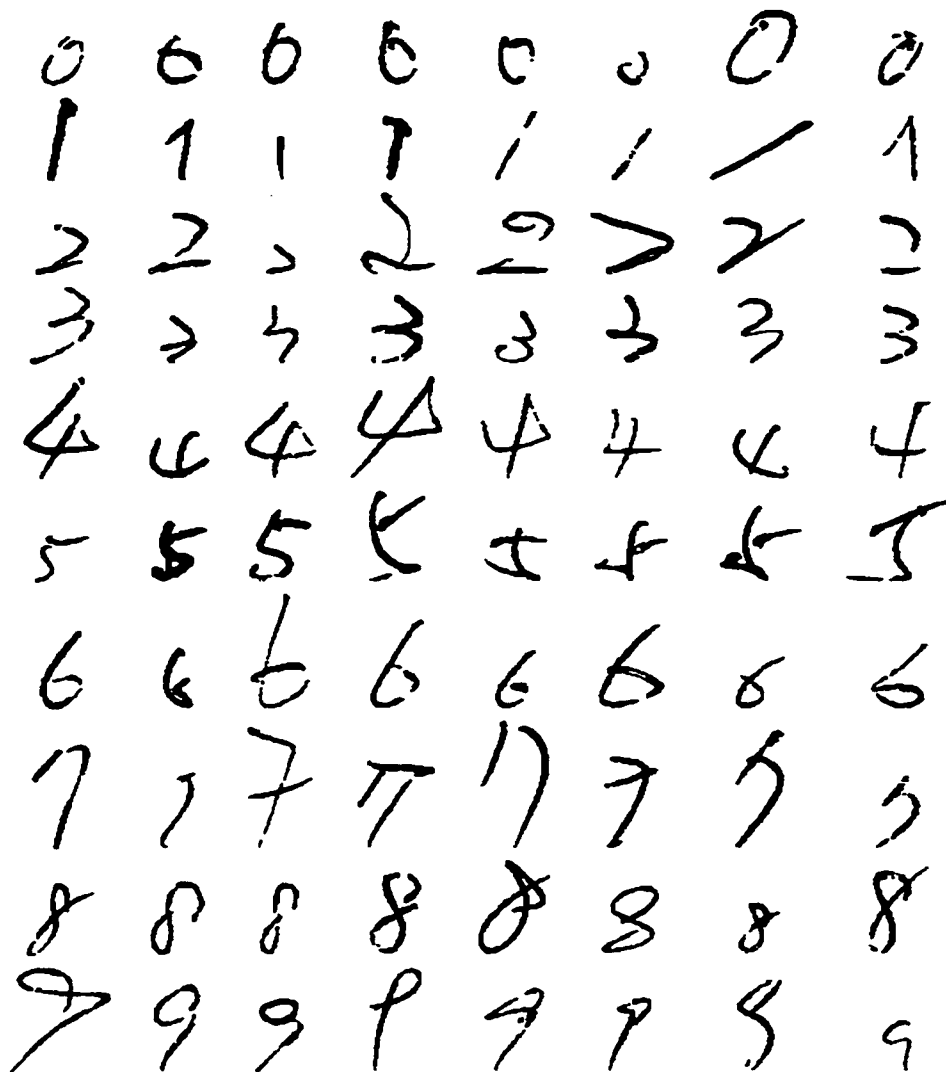 0 0 0 0 0 0 0 0
1 1 1 1 1 1 1 1
2 2 2 2 2 2 2 2
3 3 3 3 3 3 3 3
4 4 4 4 4 4 4 4
5 5 5 5 5 5 5 5
6 6 6 6 6 6 6 6
7 7 7 7 7 7 7 7
8 8 8 8 8 8 8 8
9 9 9 9 9 9 9 9